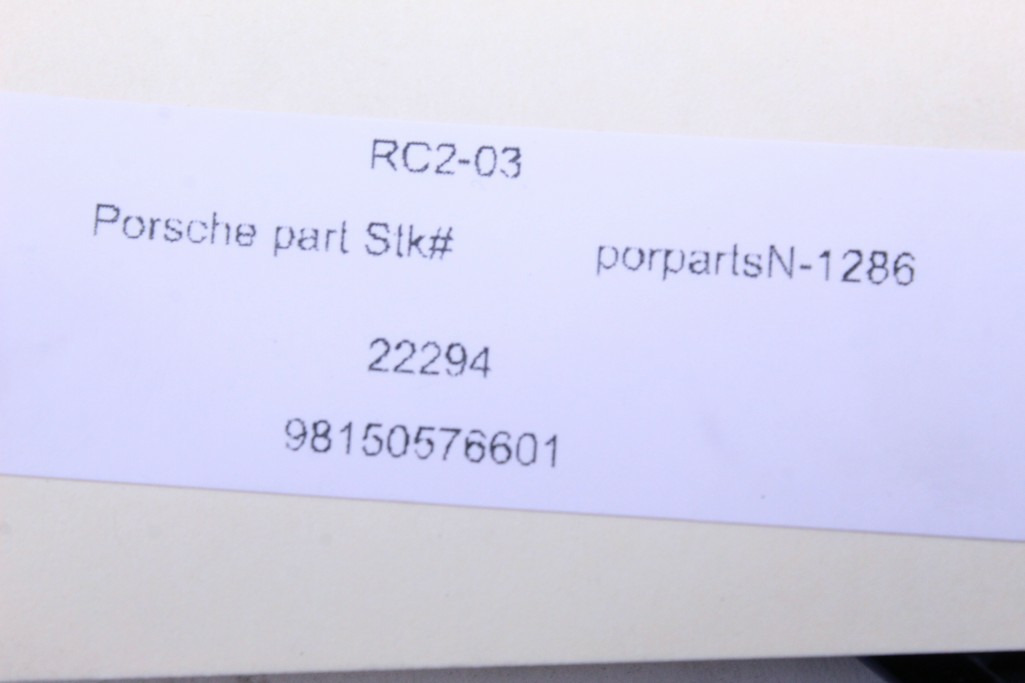 RC2-03
Porsche part Stk# porpartsN-1286
22294
98150576601